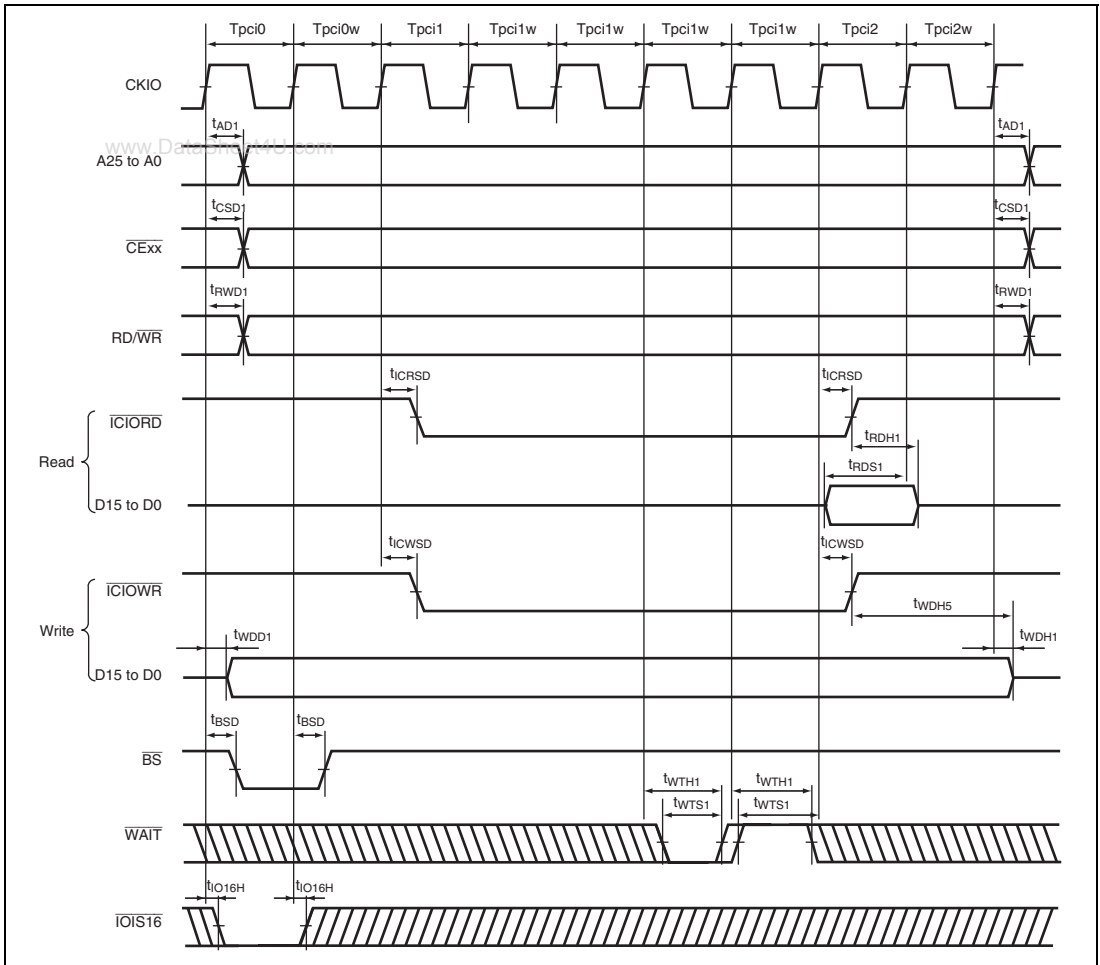 Tpci0 Tpci0w Tpci1 Tpci1w Tpci1w Tpci1w Tpci1w Tpci2 Tpci2w
CKIO
tAD1 tAD1
www.DataSheet4U.com
A25 to A0
tCSD1 tCSD1
CExx
tRWD1 tRWD1
RD/WR
tICRSD tICRSD
ICIORD
tRDH1
Read
tRDS1
D15 to D0
tICWSD tICWSD
ICIOWR
tWDH5
Write
tWDD1 tWDH1
D15 to D0
tBSD tBSD
BS
tWTH1 tWTH1
tWTS1 tWTS1
WAIT
tIO16H tIO16H
IOIS16